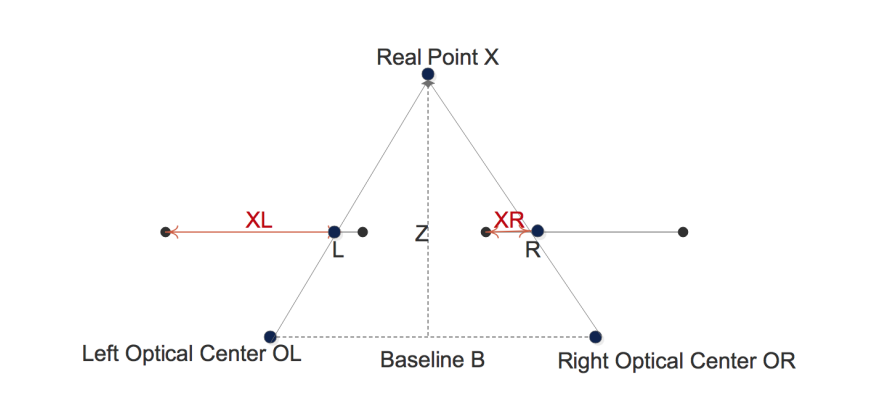 Real Point X
XL
XR
Z
L
R
Left Optical Center OL
Baseline B
Right Optical Center OR